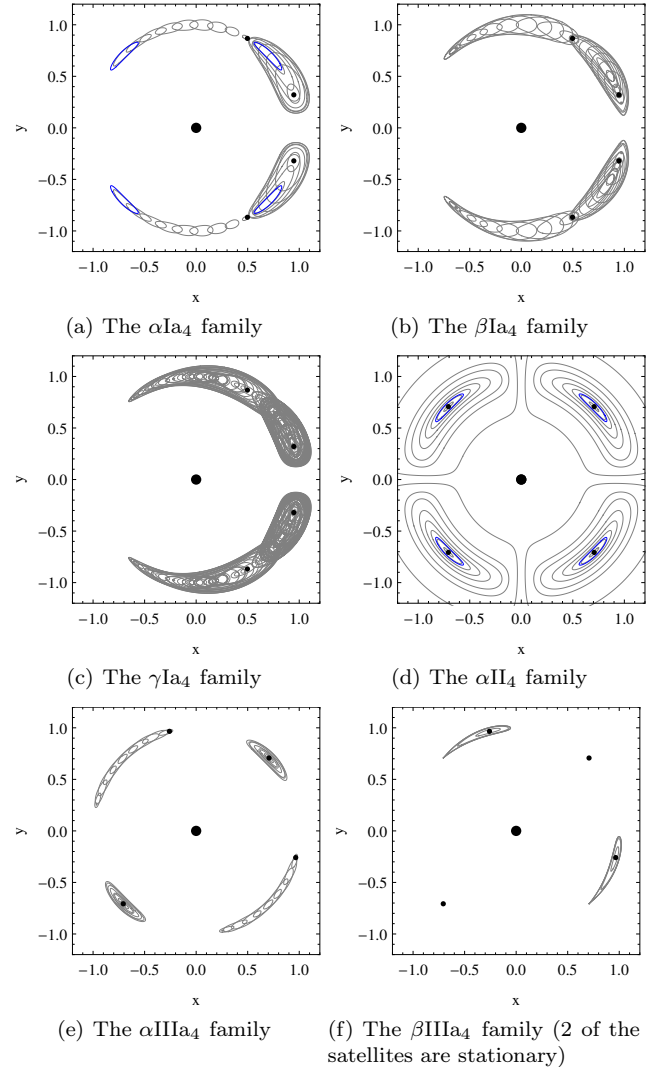 1.0
0.5
y 0.0
−0.5
−1.0
−1.0 −0.5 0.0 0.5 1.0
x
(a) The αIa₄ family
1.0
0.5
y 0.0
−0.5
−1.0
−1.0 −0.5 0.0 0.5 1.0
x
(b) The βIa₄ family
1.0
0.5
y 0.0
−0.5
−1.0
−1.0 −0.5 0.0 0.5 1.0
x
(c) The γIa₄ family
1.0
0.5
y 0.0
−0.5
−1.0
−1.0 −0.5 0.0 0.5 1.0
x
(d) The αII₄ family
1.0
0.5
y 0.0
−0.5
−1.0
−1.0 −0.5 0.0 0.5 1.0
x
(e) The αIIIa₄ family
1.0
0.5
y 0.0
−0.5
−1.0
−1.0 −0.5 0.0 0.5 1.0
x
(f) The βIIIa₄ family (2 of the
satellites are stationary)